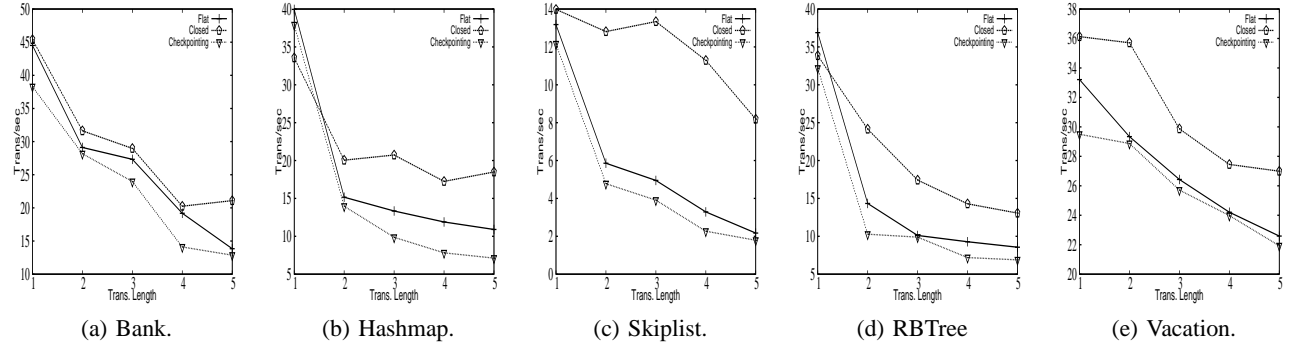 50
45
40
35
30
25
20
15
10
Trans/sec
1 2 3 4 5
Trans. Length
Flat
Closed
Checkpointing
(a) Bank.
40
35
30
25
20
15
10
5
Trans/sec
1 2 3 4 5
Trans. Length
Flat
Closed
Checkpointing
(b) Hashmap.
14
12
10
8
6
4
2
0
Trans/sec
1 2 3 4 5
Trans. Length
Flat
Closed
Checkpointing
(c) Skiplist.
40
35
30
25
20
15
10
5
Trans/sec
1 2 3 4 5
Trans. Length
Flat
Closed
Checkpointing
(d) RBTree
38
36
34
32
30
28
26
24
22
20
Trans/sec
1 2 3 4 5
Trans. Length
Flat
Closed
Checkpointing
(e) Vacation.